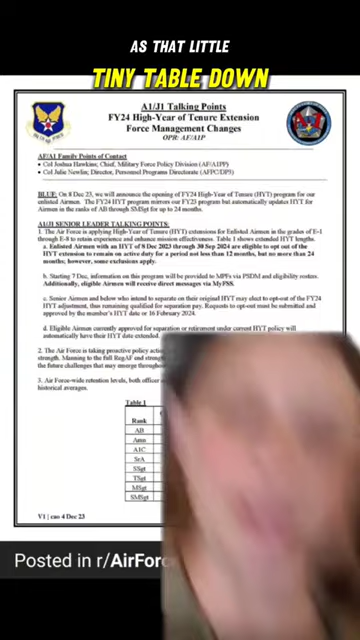 AS THAT LITTLE
TINY TABLE DOWN
A1/J1 Talking Points
FY24 High-Year of Tenure Extension
Force Management Changes
OPR: AF/A1P
AF/A1 Family Points of Contact
• Col Joshua Hawkins; Chief, Military Force Policy Division (AF/A1PP)
• Col Julie Newlin; Director, Personnel Programs Directorate (AFPC/DP3)
BLUF: On 8 Dec 23, we will announce the opening of FY24 High-Year of Tenure (HYT) program for our
enlisted Airmen. The FY24 HYT program mirrors our FY23 program but automatically updates HYT for
Airmen in the ranks of AB through SMSgt for up to 24 months.
A1/J1 SENIOR LEADER TALKING POINTS:
1. The Air Force is applying High-Year of Tenure (HYT) extensions for Enlisted Airmen in the grades of E-1
through E-8 to retain experience and enhance mission effectiveness. Table 1 shows extended HYT lengths.
a. Enlisted Airmen with an HYT of 8 Dec 2023 through 30 Sep 2024 are eligible to opt out of the
HYT extension to remain on active duty for a period not less than 12 months, but no more than 24
months; however, some exclusions apply.
b. Starting 7 Dec, information on this program will be provided to MPFs via PSDM and eligibility rosters.
Additionally, eligible Airmen will receive direct messages via MyFSS.
c. Senior Airmen and below who intend to separate on their original HYT may elect to opt-out of the FY24
HYT adjustment, thus remaining qualified for separation pay. Requests to opt-out must be submitted and
approved by the member's HYT date or 16 February 2024.
d. Eligible Airmen currently approved for separation or retirement under current HYT policy will
automatically have their HYT date extended.
2. The Air Force is taking proactive policy action
strength. Manning to the full RegAF end streng
the future challenges that may emerge throughout
3. Air Force-wide retention levels, both officer a
historical averages.
Table 1
Rank
AB
Amn
A1C
SrA
SSgt
TSgt
MSgt
SMSgt
V1 | cao 4 Dec 23
Posted in r/AirForc